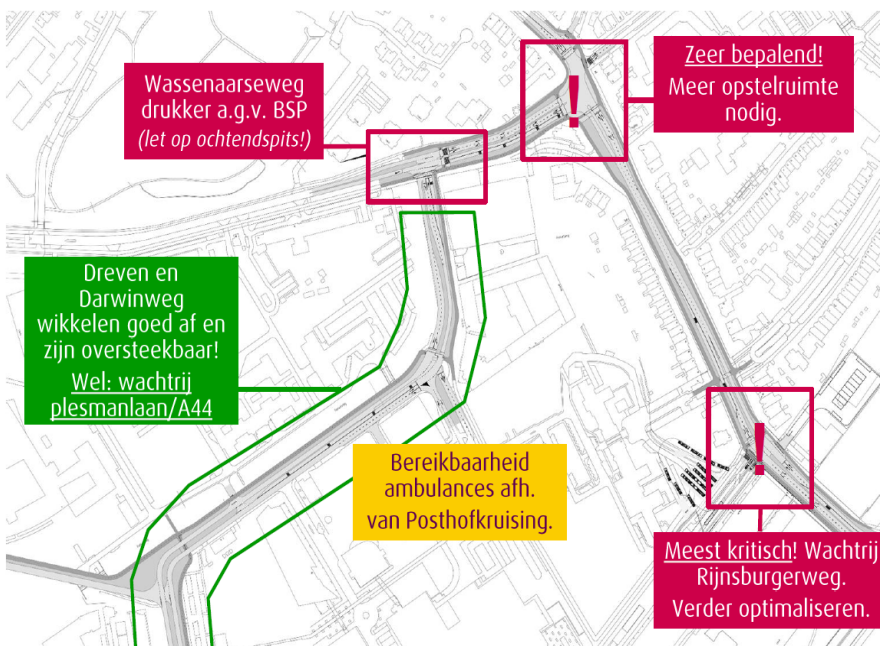 Wassenaarseweg
drukker a.g.v. BSP
(let op ochtendspits!)
!
Zeer bepalend!
Meer opstelruimte
nodig.
Dreven en
Darwinweg
wikkelen goed af en
zijn oversteekbaar!
Wel: wachtrij
plesmanlaan/A44
Bereikbaarheid
ambulances afh.
van Posthofkruising.
!
Meest kritisch! Wachtrij
Rijnsburgerweg.
Verder optimaliseren.